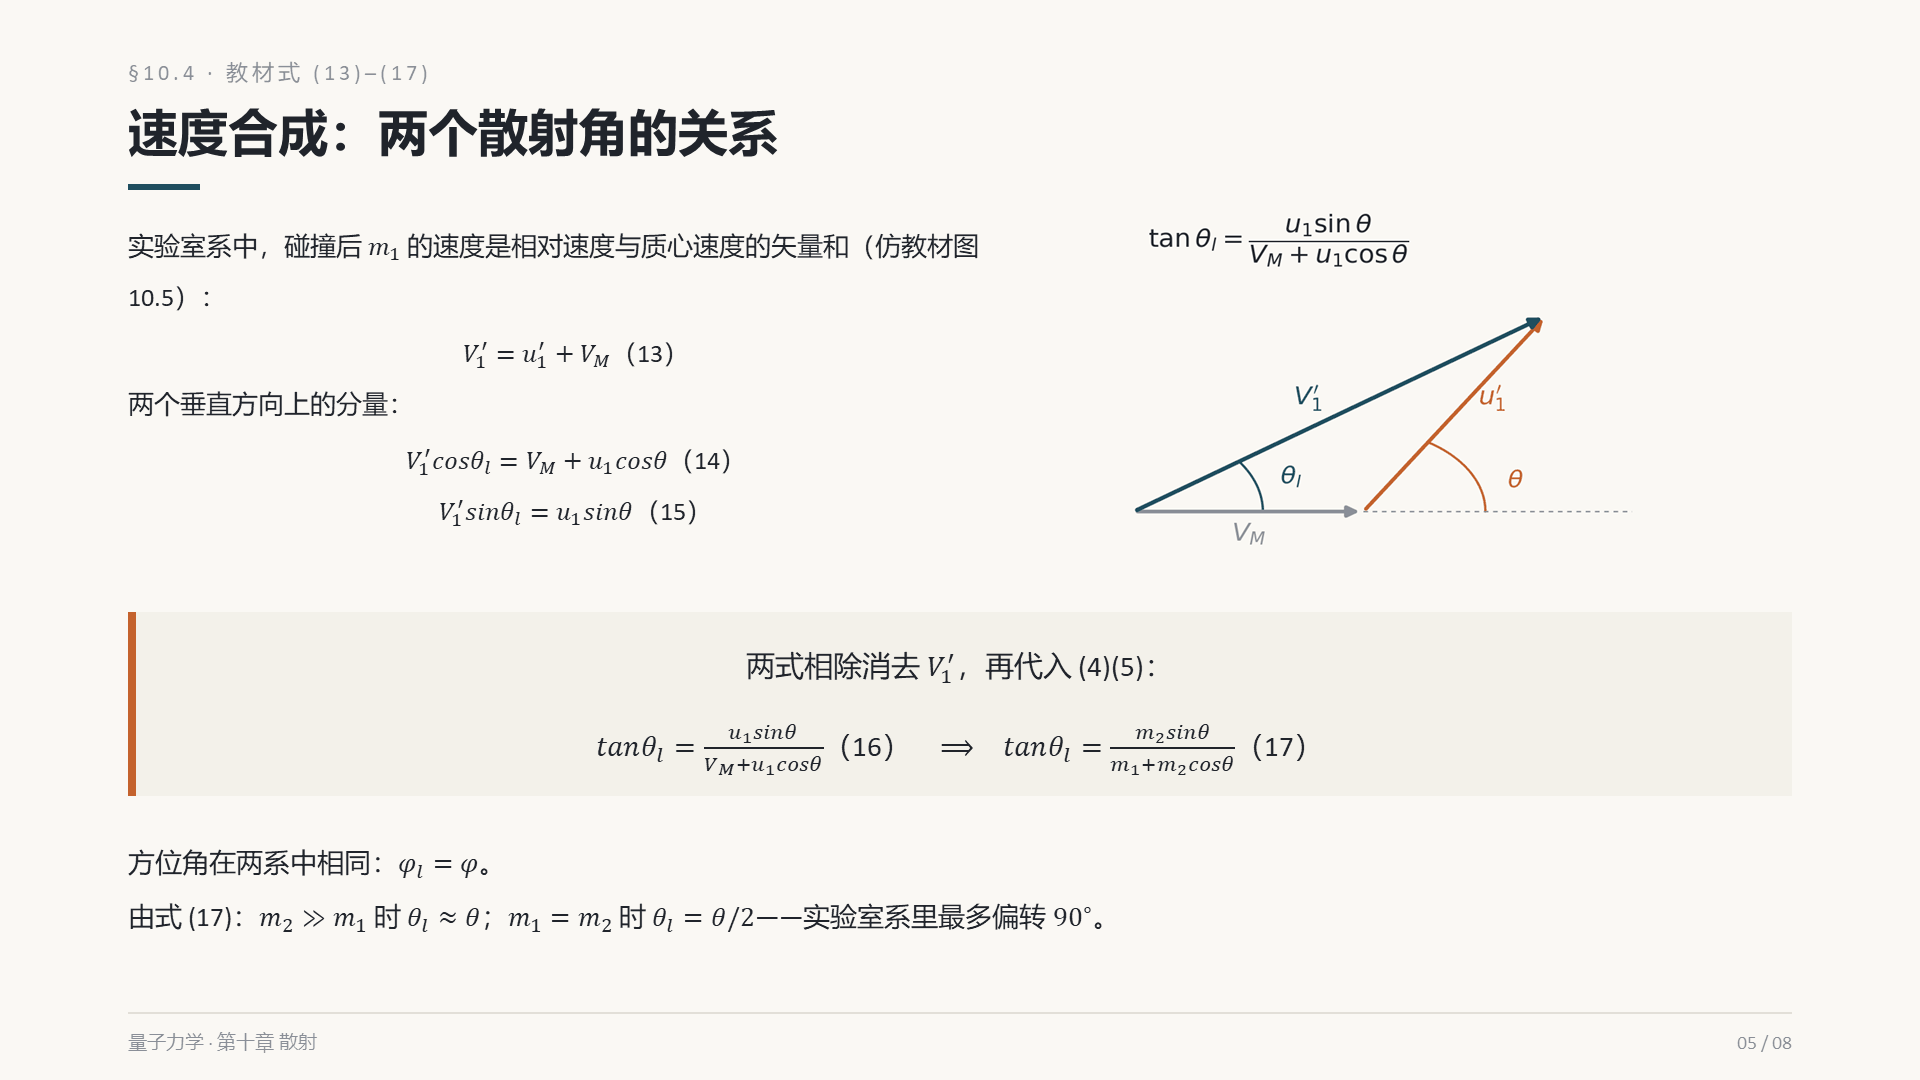 §10.4 · 教材式 (13)–(17)
速度合成：两个散射角的关系
实验室系中，碰撞后 m₁ 的速度是相对速度与质心速度的矢量和（仿教材图
10.5）：
V₁′ = u₁′ + V_M（13）
两个垂直方向上的分量：
V₁′cosθ_l = V_M + u₁cosθ（14）
V₁′sinθ_l = u₁sinθ（15）
tan θ_l = u₁sin θ / (V_M + u₁cos θ)
V₁′
u₁′
θ_l
θ
V_M
两式相除消去 V₁′，再代入 (4)(5)：
tanθ_l = u₁sinθ / (V_M+u₁cosθ)（16） ⟹ tanθ_l = m₂sinθ / (m₁+m₂cosθ)（17）
方位角在两系中相同：φ_l = φ。
由式 (17)：m₂ ≫ m₁ 时 θ_l ≈ θ；m₁ = m₂ 时 θ_l = θ/2——实验室系里最多偏转 90°。
量子力学 · 第十章 散射
05 / 08